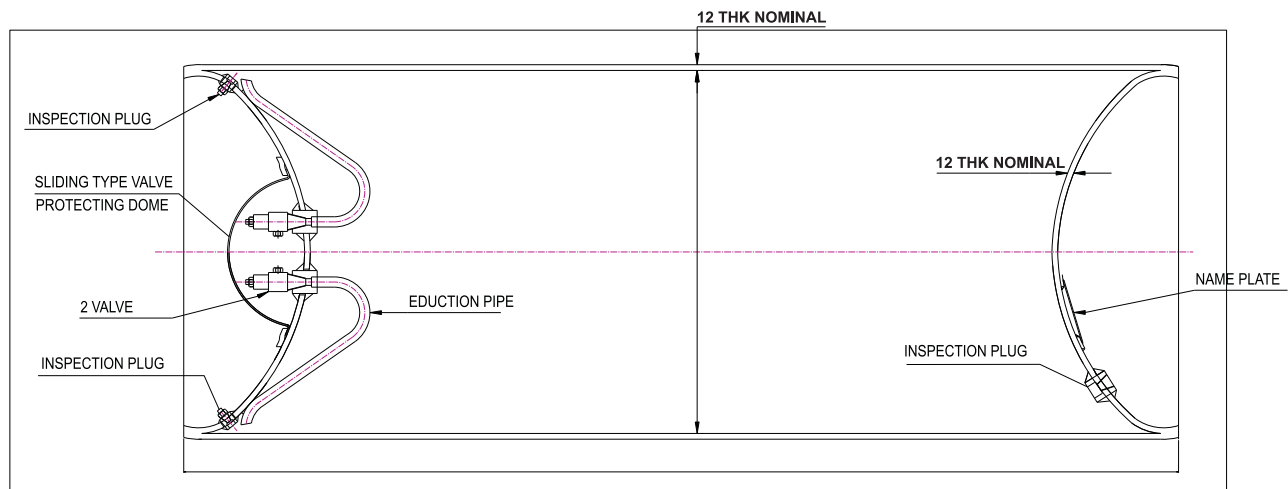 12 THK NOMINAL
INSPECTION PLUG
SLIDING TYPE VALVE
PROTECTING DOME
12 THK NOMINAL
2 VALVE
EDUCTION PIPE
NAME PLATE
INSPECTION PLUG
INSPECTION PLUG